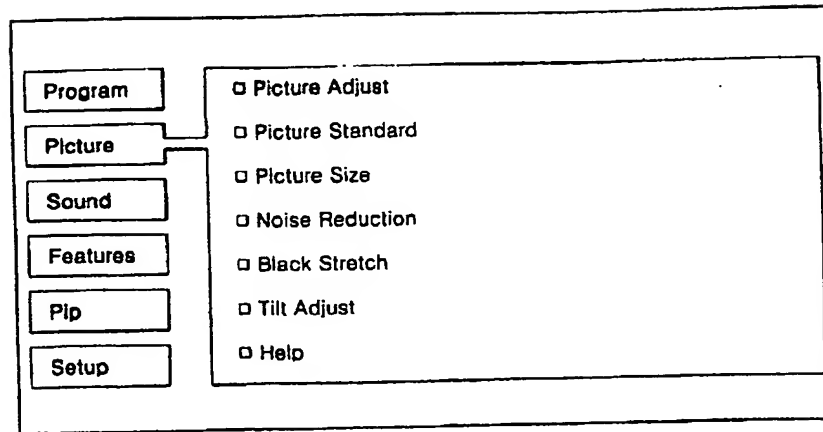 Program
Picture
Sound
Features
Pip
Setup
Picture Adjust
Picture Standard
Picture Size
Noise Reduction
Black Stretch
Tilt Adjust
Help